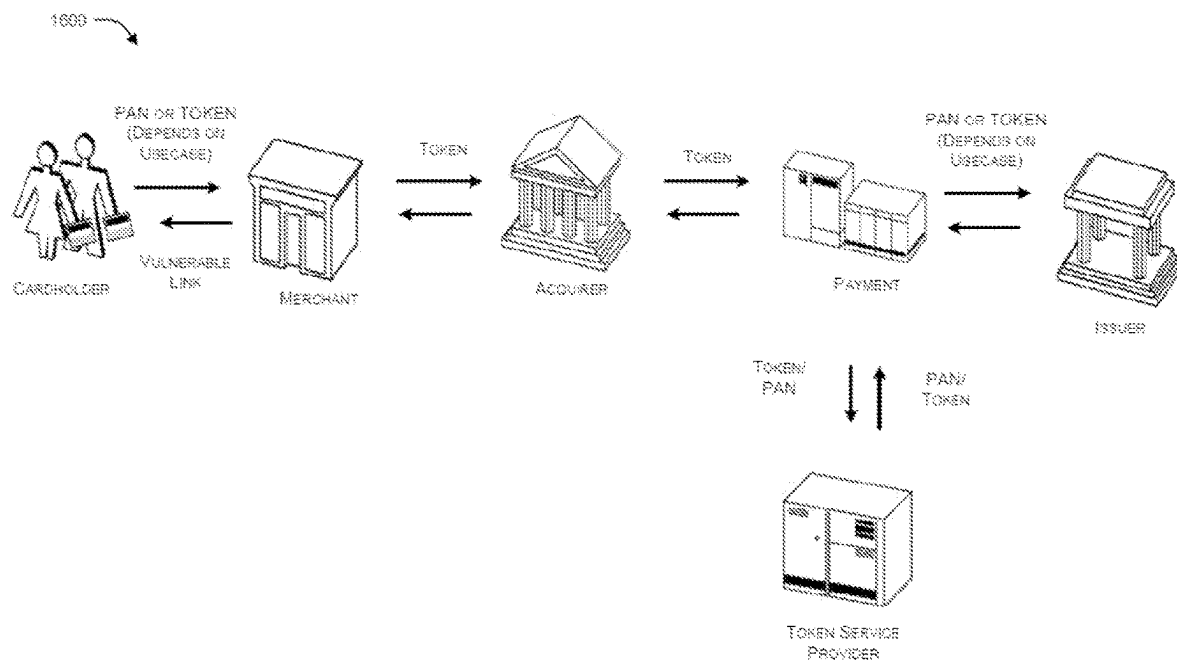 1600
PAN OR TOKEN
(DEPENDS ON
USECASE)
VULNERABLE
LINK
CARDHOLDER
MERCHANT
TOKEN
ACQUIRER
TOKEN
PAYMENT
PAN OR TOKEN
(DEPENDS ON
USECASE)
ISSUER
TOKEN/
PAN
PAN/
TOKEN
TOKEN SERVICE
PROVIDER